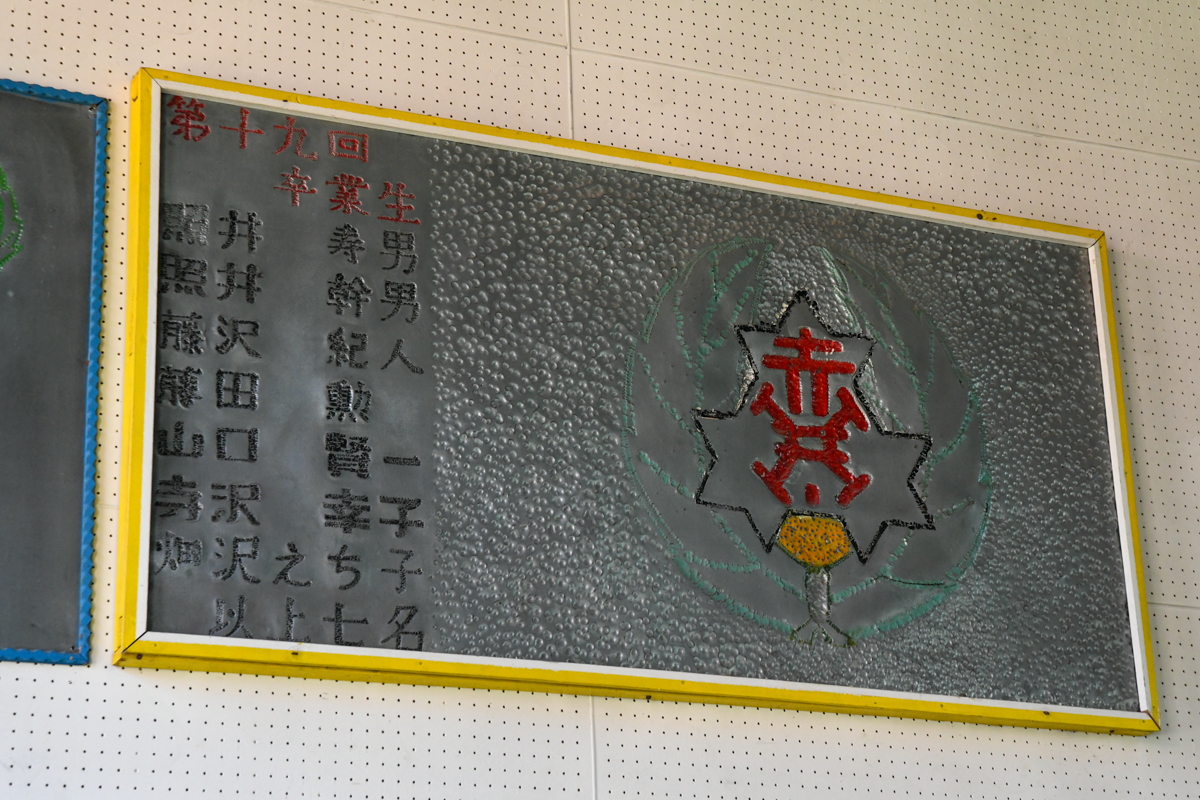 第十九回
卒業生
照井寿男
照井幹男
藤沢紀人
藤田勲
山口賢一
寺沢幸子
畑沢ちえ子
以上七名